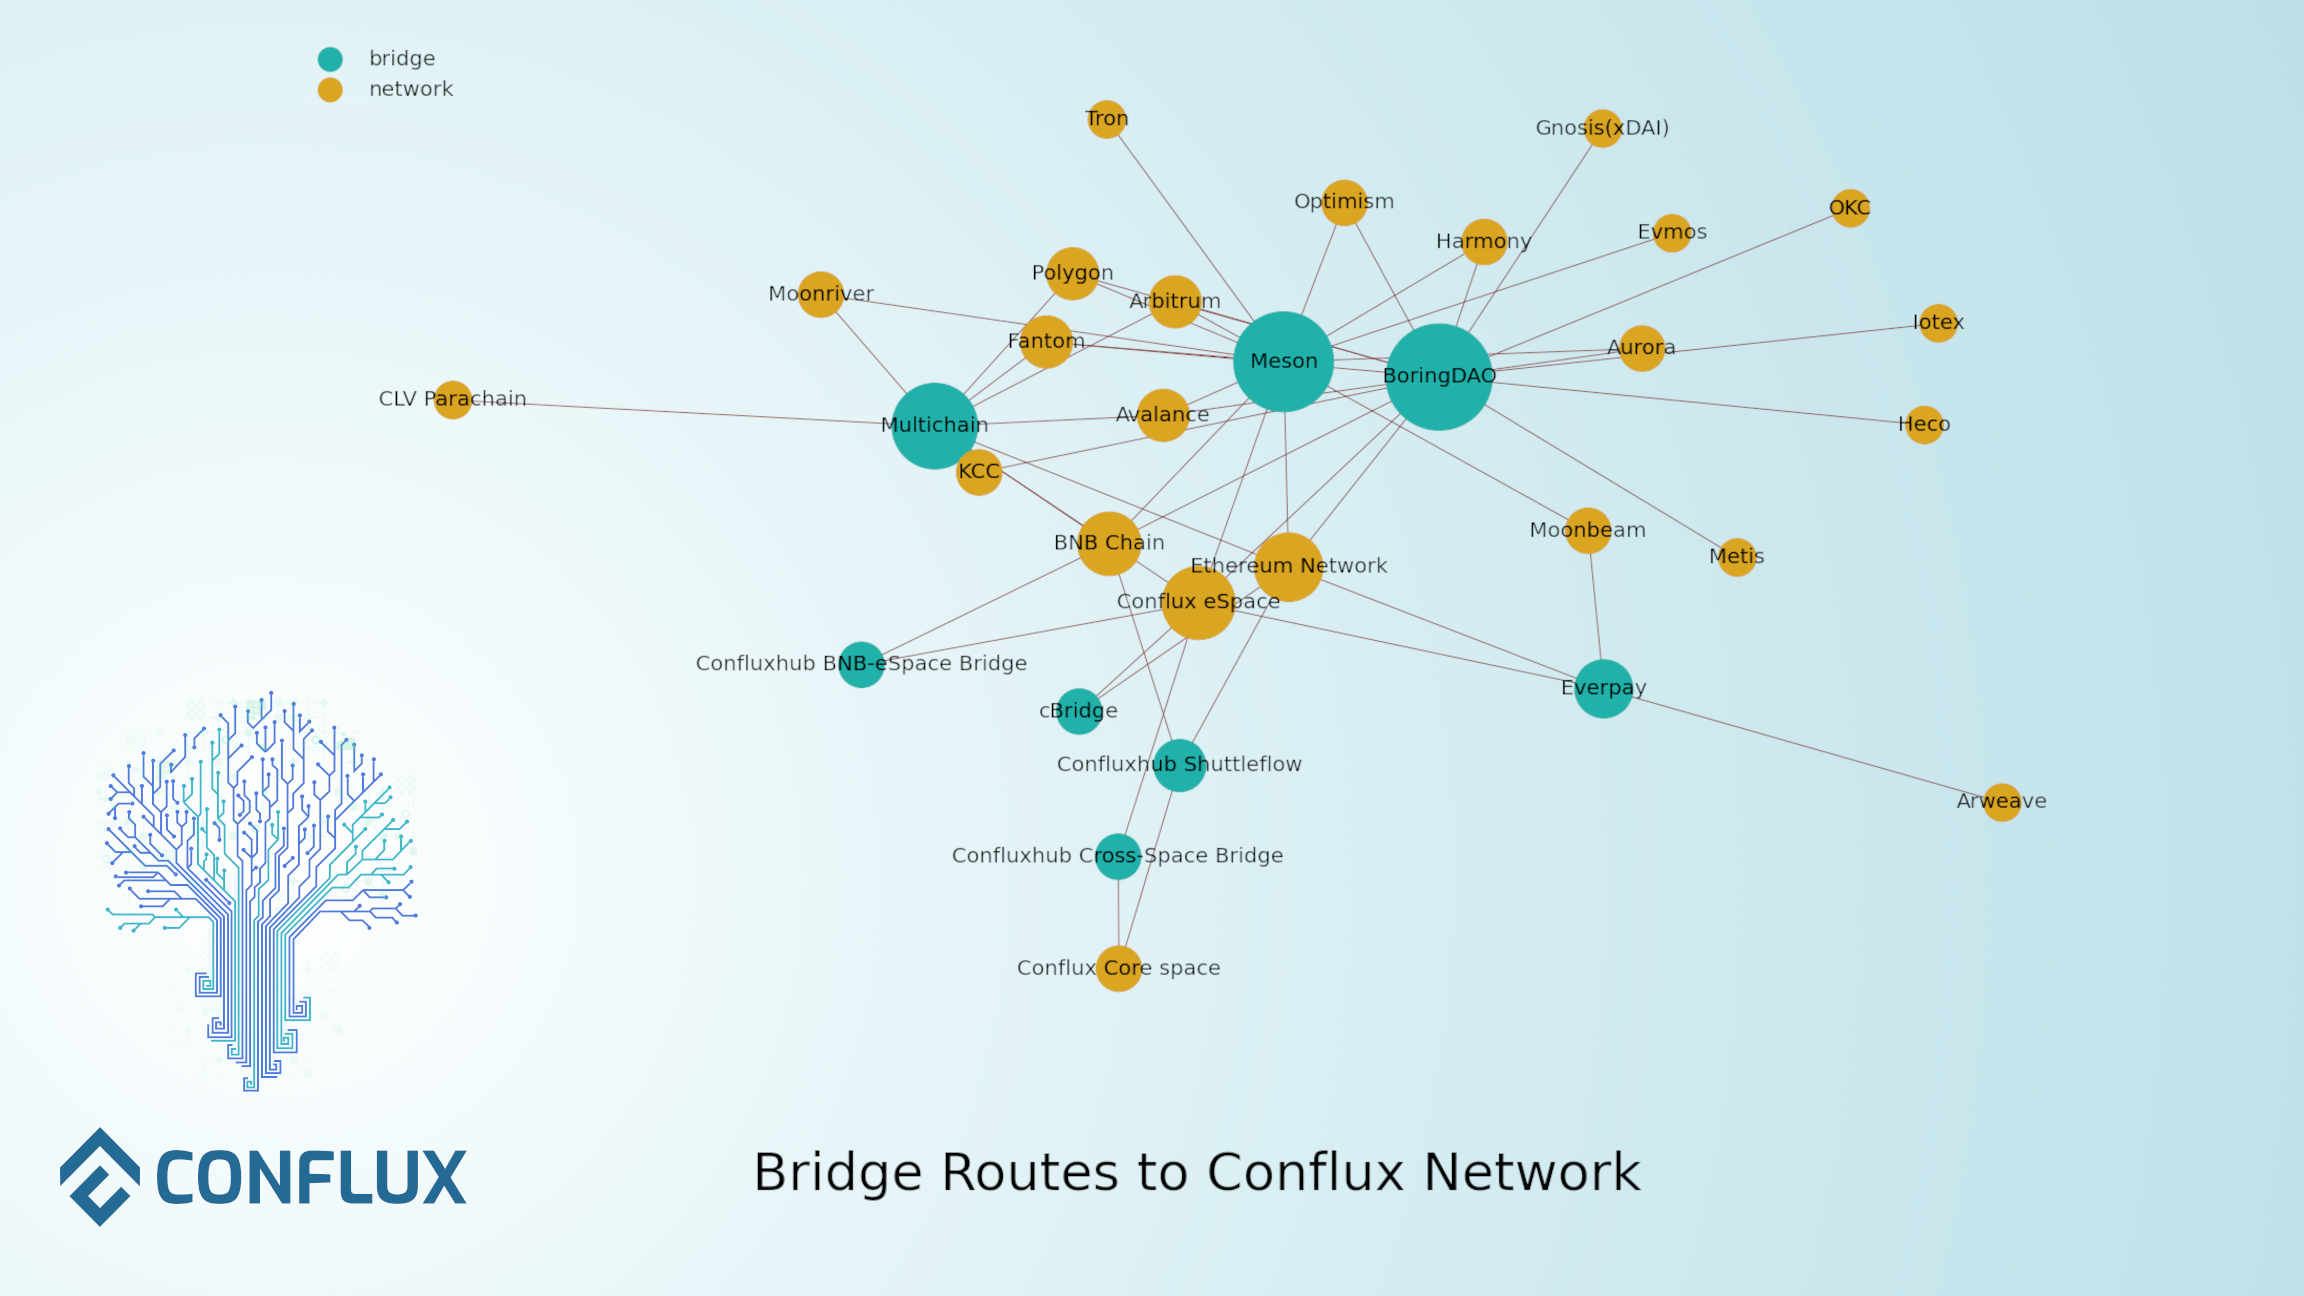 bridge
network
Tron
Gnosis(xDAI)
Optimism
OKC
Evmos
Harmony
Polygon
Moonriver
Arbitrum
Iotex
Fantom
Aurora
Meson
BoringDAO
CLV Parachain
Avalance
Multichain
Heco
KCC
Moonbeam
BNB Chain
Metis
Ethereum Network
Conflux eSpace
Confluxhub BNB-eSpace Bridge
Everpay
cBridge
Confluxhub Shuttleflow
Arweave
Confluxhub Cross-Space Bridge
Conflux Core space
CONFLUX
Bridge Routes to Conflux Network